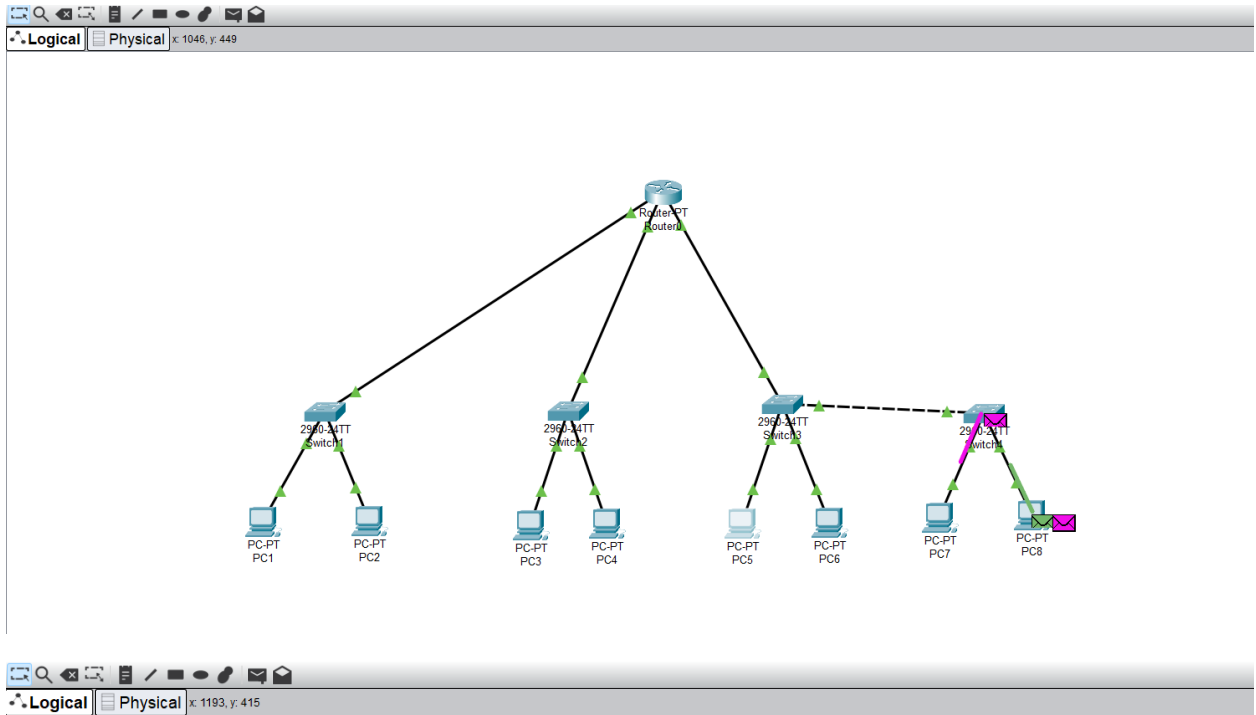 Logical Physical x: 1046, y: 449
Router-PT
Router0
2960-24TT
Switch1
2960-24TT
Switch2
2960-24TT
Switch3
2960-24TT
Switch4
PC-PT
PC1
PC-PT
PC2
PC-PT
PC3
PC-PT
PC4
PC-PT
PC5
PC-PT
PC6
PC-PT
PC7
PC-PT
PC8
Logical Physical x: 1193, y: 415